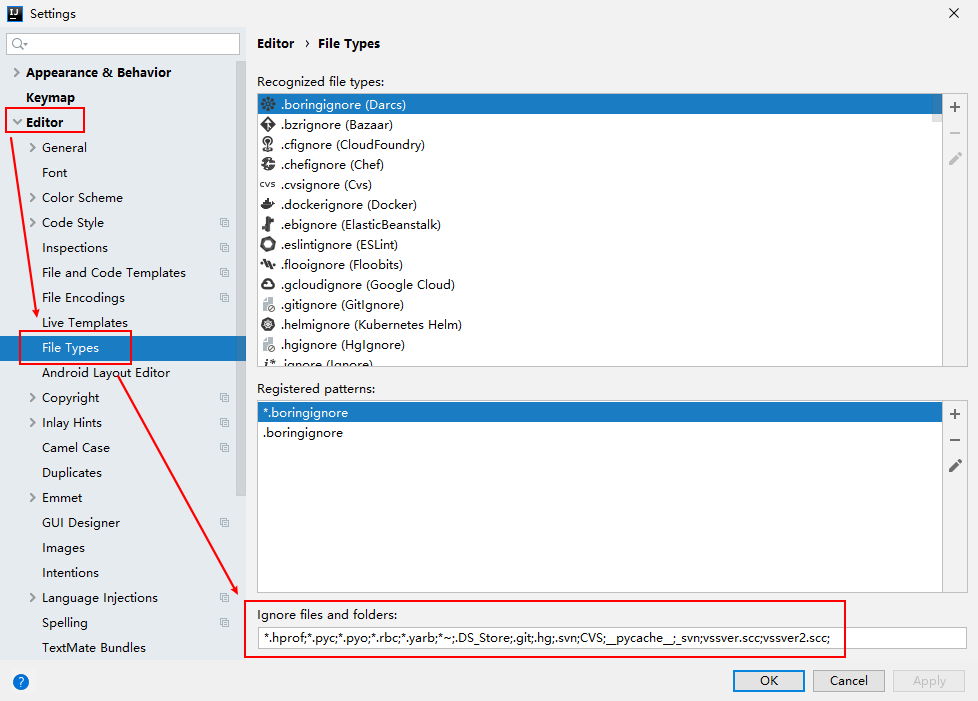 Settings
Appearance & Behavior
Keymap
Editor
General
Font
Color Scheme
Code Style
Inspections
File and Code Templates
File Encodings
Live Templates
File Types
Android Layout Editor
Copyright
Inlay Hints
Camel Case
Duplicates
Emmet
GUI Designer
Images
Intentions
Language Injections
Spelling
TextMate Bundles
Editor › File Types
Recognized file types:
.boringignore (Darcs)
.bzrignore (Bazaar)
.cfignore (CloudFoundry)
.chefignore (Chef)
cvs .cvsignore (Cvs)
.dockerignore (Docker)
.ebignore (ElasticBeanstalk)
.eslintignore (ESLint)
.flooignore (Floobits)
.gcloudignore (Google Cloud)
.gitignore (GitIgnore)
.helmignore (Kubernetes Helm)
.hgignore (HgIgnore)
i* .ignore (Ignore)
Registered patterns:
*.boringignore
.boringignore
Ignore files and folders:
*.hprof;*.pyc;*.pyo;*.rbc;*.yarb;*~;.DS_Store;.git;.hg;.svn;CVS;__pycache__;_svn;vssver.scc;vssver2.scc;
?
OK Cancel Apply